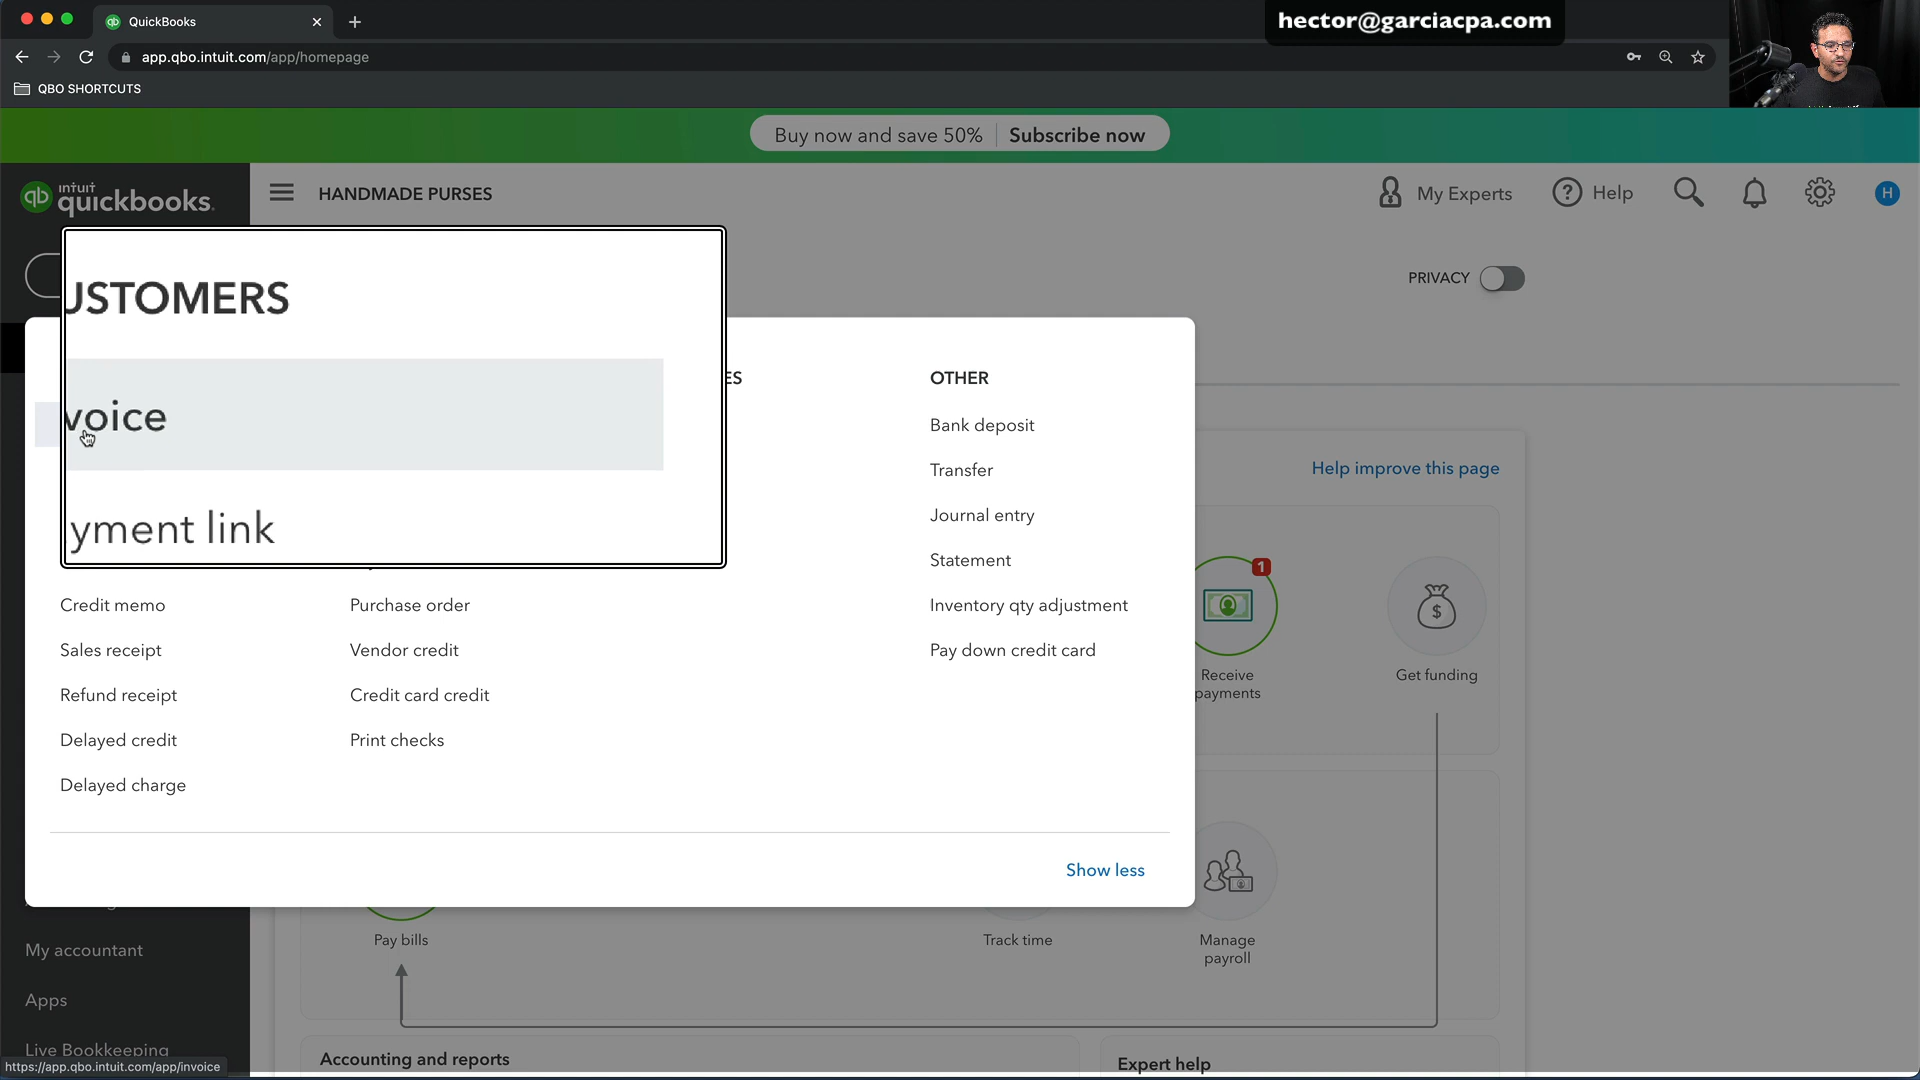 QuickBooks
hector@garciacpa.com
app.qbo.intuit.com/app/homepage
QBO SHORTCUTS
Buy now and save 50% Subscribe now
intuit
quickbooks.
HANDMADE PURSES
My Experts
Help
H
PRIVACY
USTOMERS
voice
yment link
ES
OTHER
Bank deposit
Transfer
Journal entry
Statement
Credit memo
Purchase order
Inventory qty adjustment
Sales receipt
Vendor credit
Pay down credit card
Refund receipt
Credit card credit
Delayed credit
Print checks
Delayed charge
Show less
Help improve this page
1
Receive
payments
Get funding
Pay bills
Track time
Manage
payroll
My accountant
Apps
Live Bookkeeping
https://app.qbo.intuit.com/app/invoice
Accounting and reports
Expert help